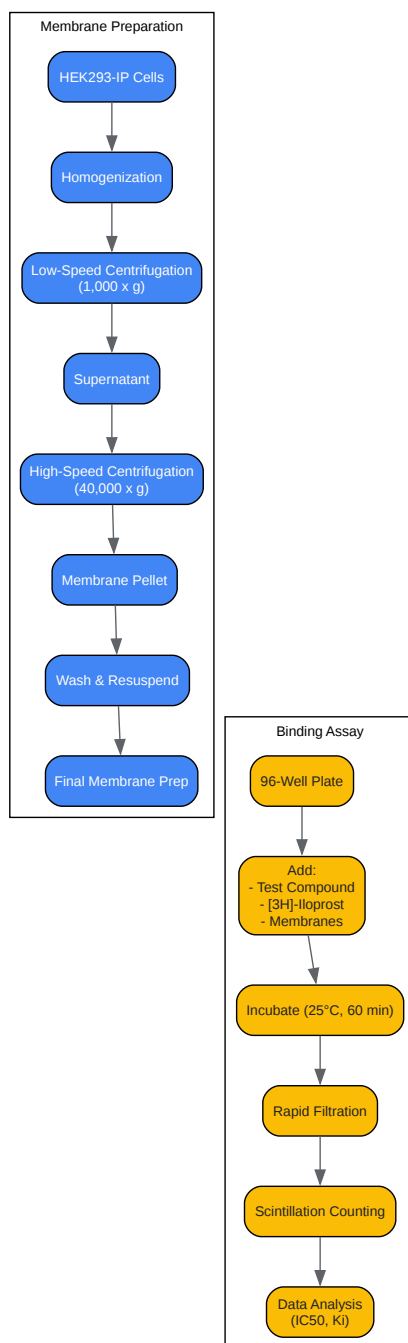 Membrane Preparation
HEK293-IP Cells
Homogenization
Low-Speed Centrifugation
(1,000 x g)
Supernatant
High-Speed Centrifugation
(40,000 x g)
Membrane Pellet
Wash & Resuspend
Final Membrane Prep
Binding Assay
96-Well Plate
Add:
- Test Compound
- [3H]-Iloprost
- Membranes
Incubate (25°C, 60 min)
Rapid Filtration
Scintillation Counting
Data Analysis
(IC50, Ki)